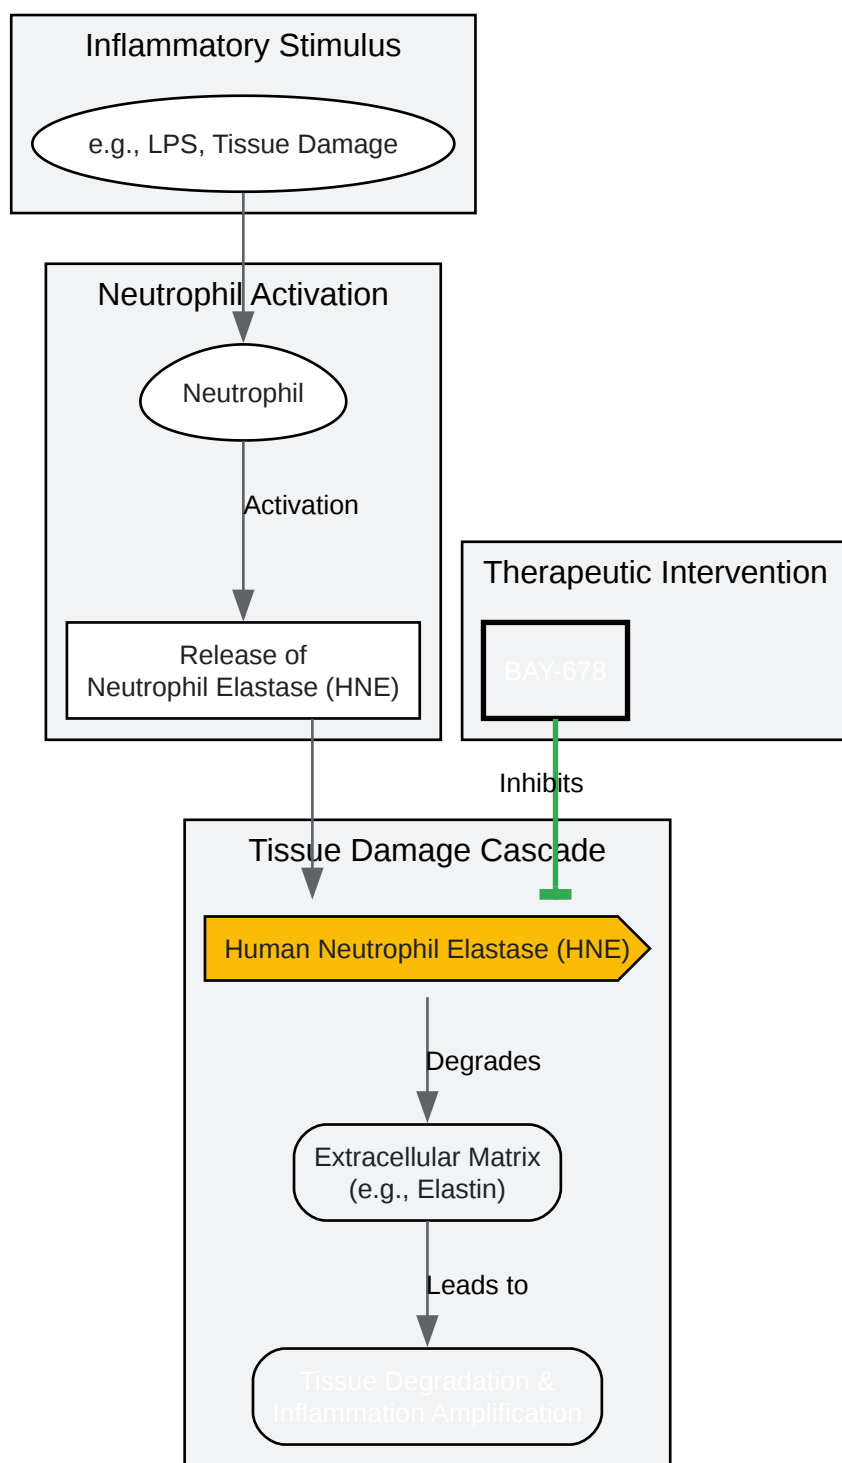 Inflammatory Stimulus
e.g., LPS, Tissue Damage
Neutrophil Activation
Neutrophil
Activation
Therapeutic Intervention
Release of
Neutrophil Elastase (HNE)
BAY-678
Inhibits
Tissue Damage Cascade
Human Neutrophil Elastase (HNE)
Degrades
Extracellular Matrix
(e.g., Elastin)
Leads to
Tissue Degradation &
Inflammation Amplification